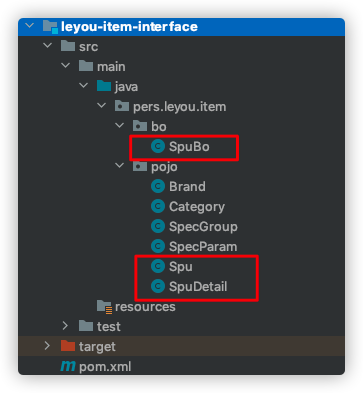 leyou-item-interface
src
main
java
pers.leyou.item
bo
SpuBo
pojo
Brand
Category
SpecGroup
SpecParam
Spu
SpuDetail
resources
test
target
pom.xml